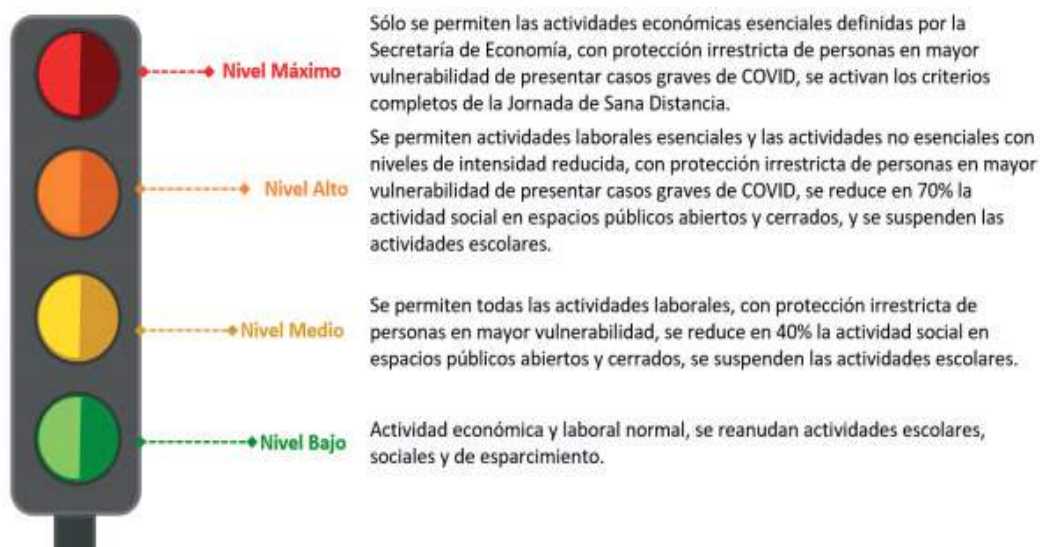 Sólo se permiten las actividades económicas esenciales definidas por la
Secretaría de Economía, con protección irrestricta de personas en mayor
Nivel Máximo
vulnerabilidad de presentar casos graves de COVID, se activan los criterios
completos de la Jornada de Sana Distancia.
Se permiten actividades laborales esenciales y las actividades no esenciales con
niveles de intensidad reducida, con protección irrestricta de personas en mayor
Nivel Alto
vulnerabilidad de presentar casos graves de COVID, se reduce en 70% la
actividad social en espacios públicos abiertos y cerrados, y se suspenden las
actividades escolares.
Se permiten todas las actividades laborales, con protección irrestricta de
Nivel Medio
personas en mayor vulnerabilidad, se reduce en 40% la actividad social en
espacios públicos abiertos y cerrados, se suspenden las actividades escolares.
Nivel Bajo
Actividad económica y laboral normal, se reanudan actividades escolares,
sociales y de esparcimiento.